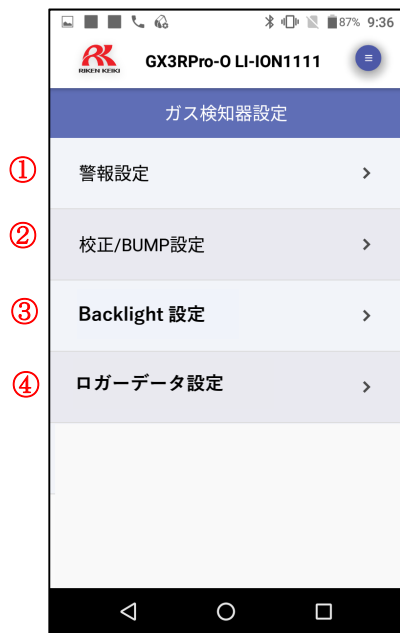 87% 9:36
RIKEN KEIKI
GX3RPro-O LI-ION1111
ガス検知器設定
① 警報設定
② 校正/BUMP設定
③ Backlight 設定
④ ロガーデータ設定